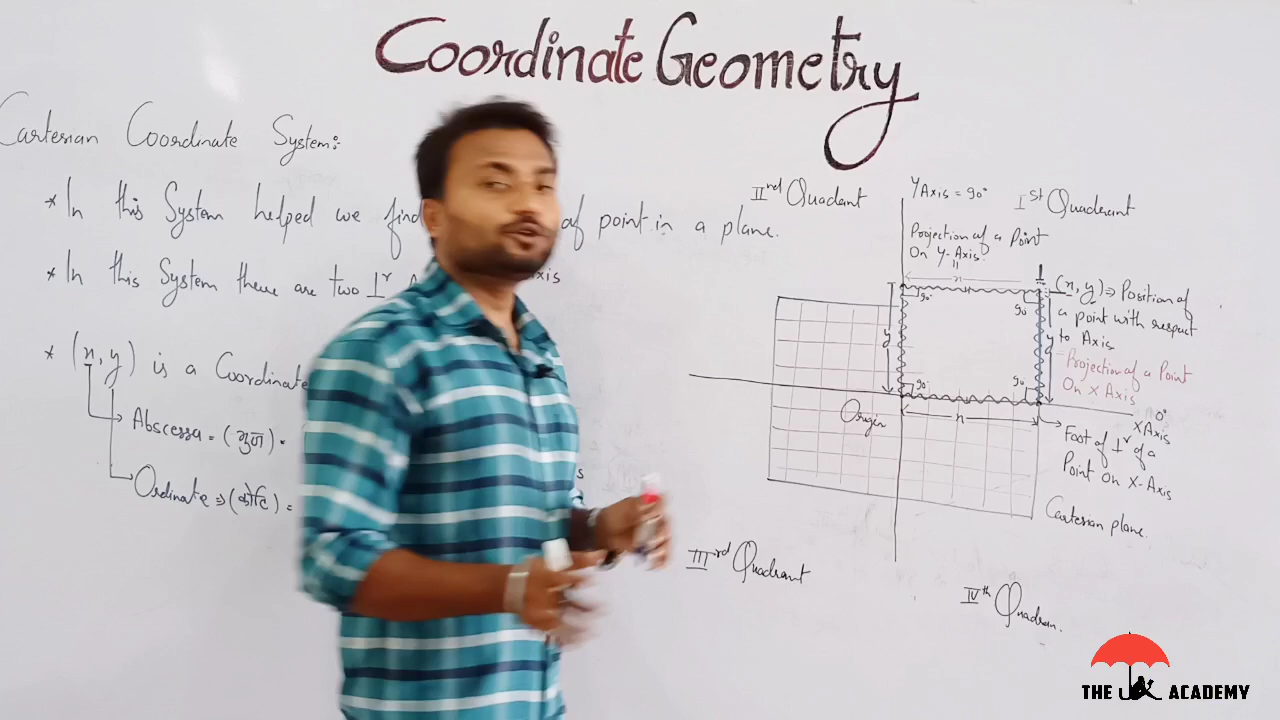 Coordinate Geometry
Cartesian Coordinate System:
* In this System helped we find of point in a plane.
* In this System there are two axis
* (x, y) is a Coordinate
Abscessa = (भुज) =
Ordinate ⇒ (कोटि) =
s
IInd Quadant
Y Axis = 90°
Ist Quadrant
Projection of a Point
On Y-Axis.
x
90°
90
(x, y) ⇒ Position of
a point with respect
to Axis
y
y
Projection of a Point
On X Axis
90
90
Origin
x
0°
X Axis
Foot of ⊥r of a
Point on X-Axis
Cartesian plane.
IIIrd Quadrant
IVth Quadran.
THE ACADEMY